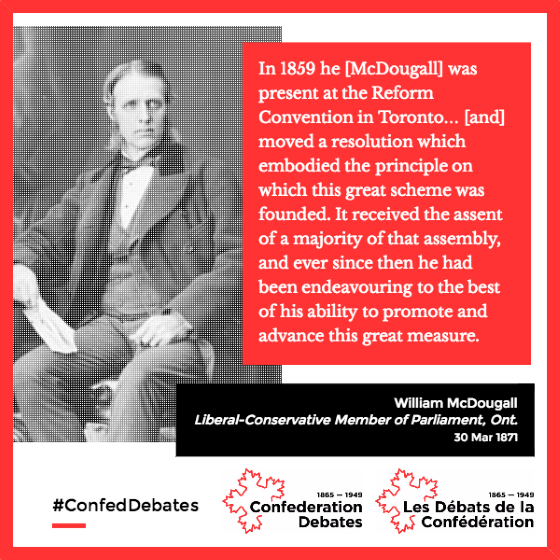 In 1859 he [McDougall] was
present at the Reform
Convention in Toronto... [and]
moved a resolution which
embodied the principle on
which this great scheme was
founded. It received the assent
of a majority of that assembly,
and ever since then he had
been endeavouring to the best
of his ability to promote and
advance this great measure.
William McDougall
Liberal-Conservative Member of Parliament, Ont.
30 Mar 1871
#ConfedDebates
1865 — 1949
Confederation
Debates
1865 — 1949
Les Débats de la
Confédération